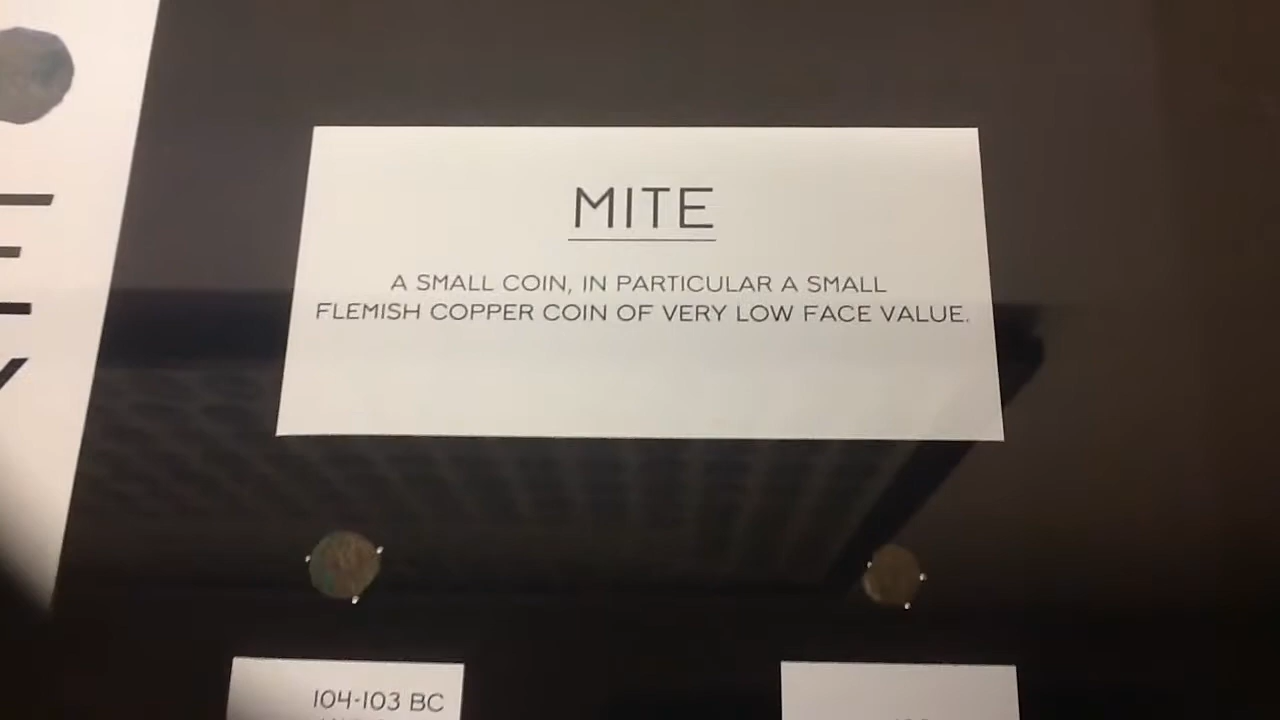 MITE
A SMALL COIN, IN PARTICULAR A SMALL
FLEMISH COPPER COIN OF VERY LOW FACE VALUE.
104-103 BC